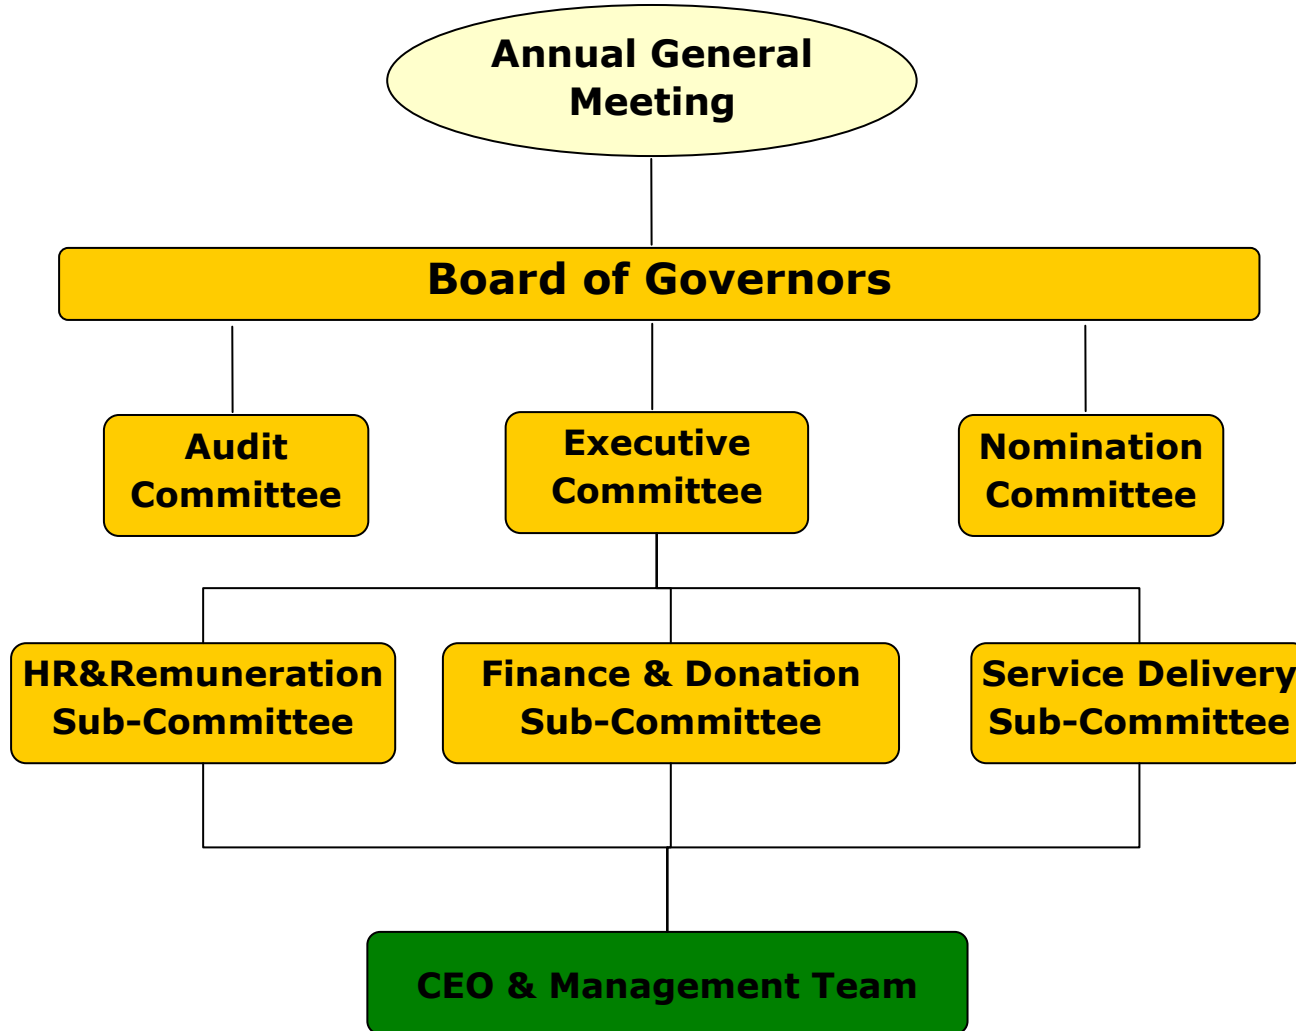 Annual General
Meeting
Board of Governors
Audit
Committee
Executive
Committee
Nomination
Committee
HR&Remuneration
Sub-Committee
Finance & Donation
Sub-Committee
Service Delivery
Sub-Committee
CEO & Management Team